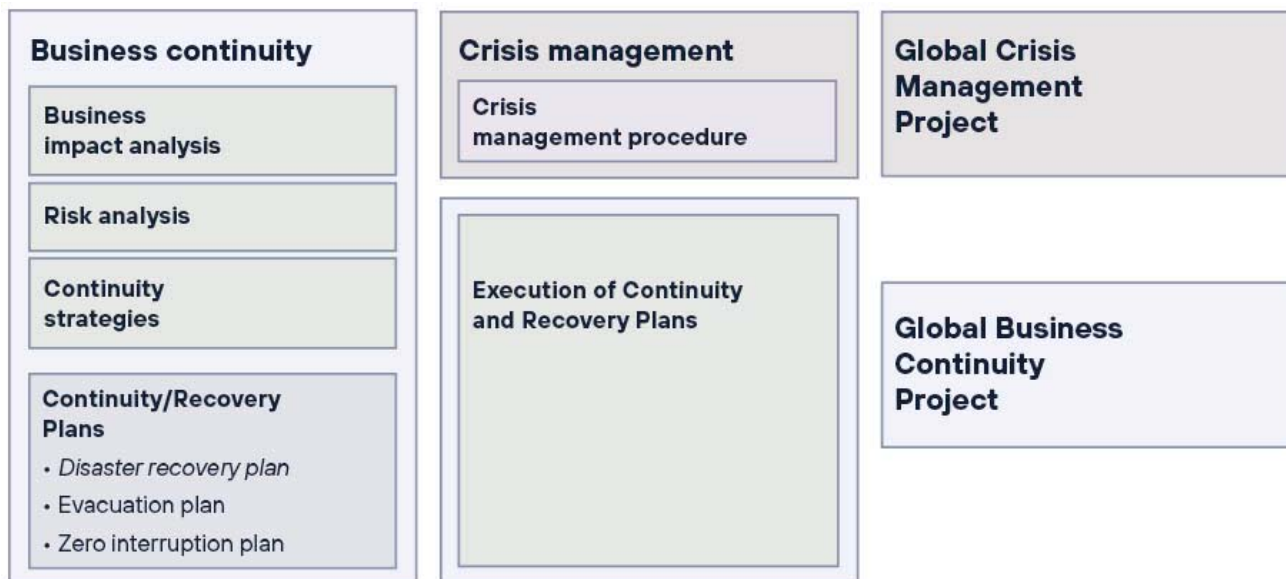 Business continuity
Business
impact analysis
Risk analysis
Continuity
strategies
Continuity/Recovery
Plans
• Disaster recovery plan
• Evacuation plan
• Zero interruption plan
Crisis management
Crisis
management procedure
Execution of Continuity
and Recovery Plans
Global Crisis
Management
Project
Global Business
Continuity
Project